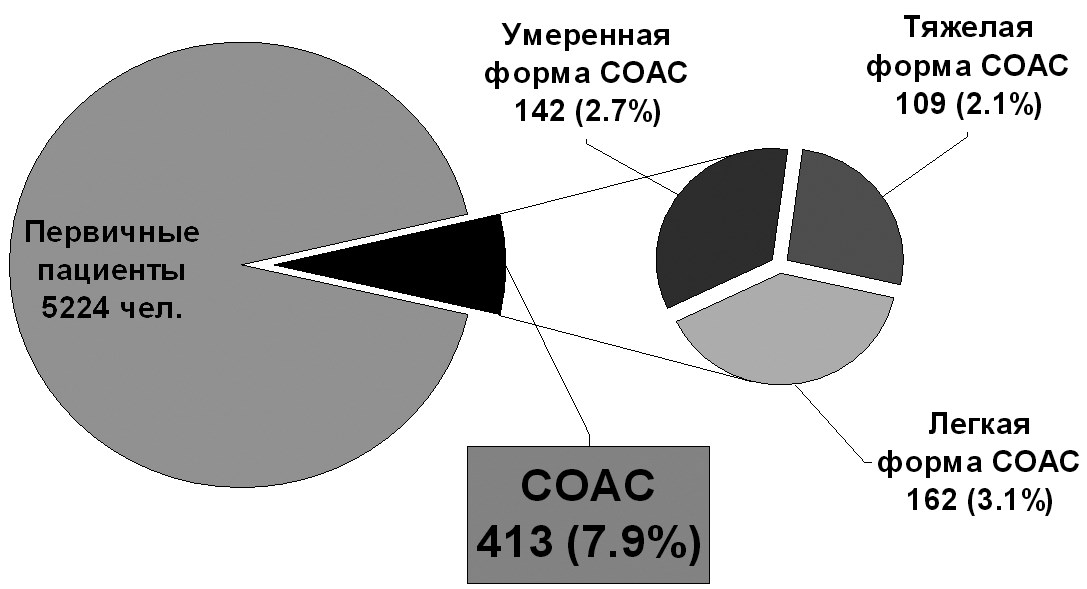 Умеренная
форма СОАС
142 (2.7%)
Тяжелая
форма СОАС
109 (2.1%)
Первичные
пациенты
5224 чел.
СОАС
413 (7.9%)
Легкая
форма СОАС
162 (3.1%)